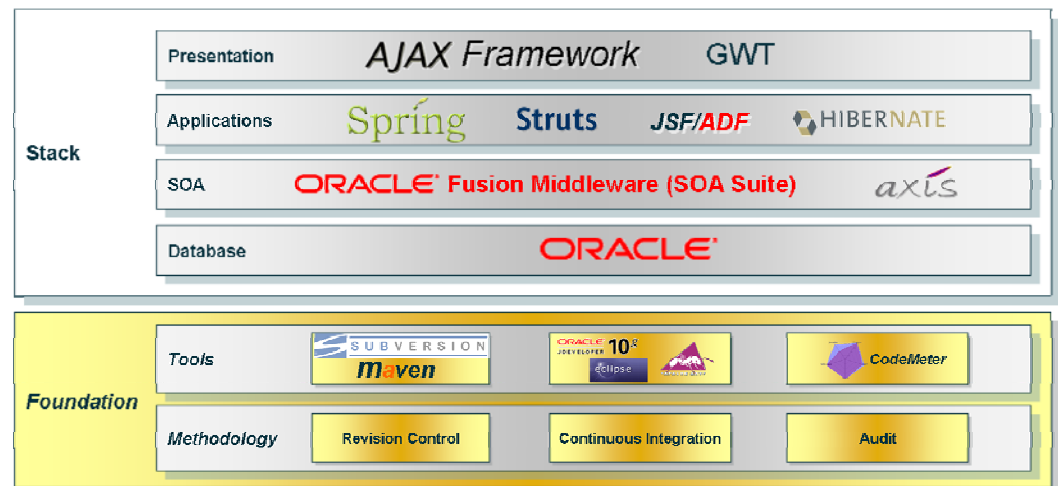 Stack
Presentation
AJAX Framework GWT
Applications
Spring Struts JSF/ADF HIBERNATE
SOA
ORACLE Fusion Middleware (SOA Suite) axis
Database
ORACLE
Foundation
Tools
SUBVERSION
maven
ORACLE
JDEVELOPER 10g
eclipse
CodeMeter
Methodology
Revision Control
Continuous Integration
Audit